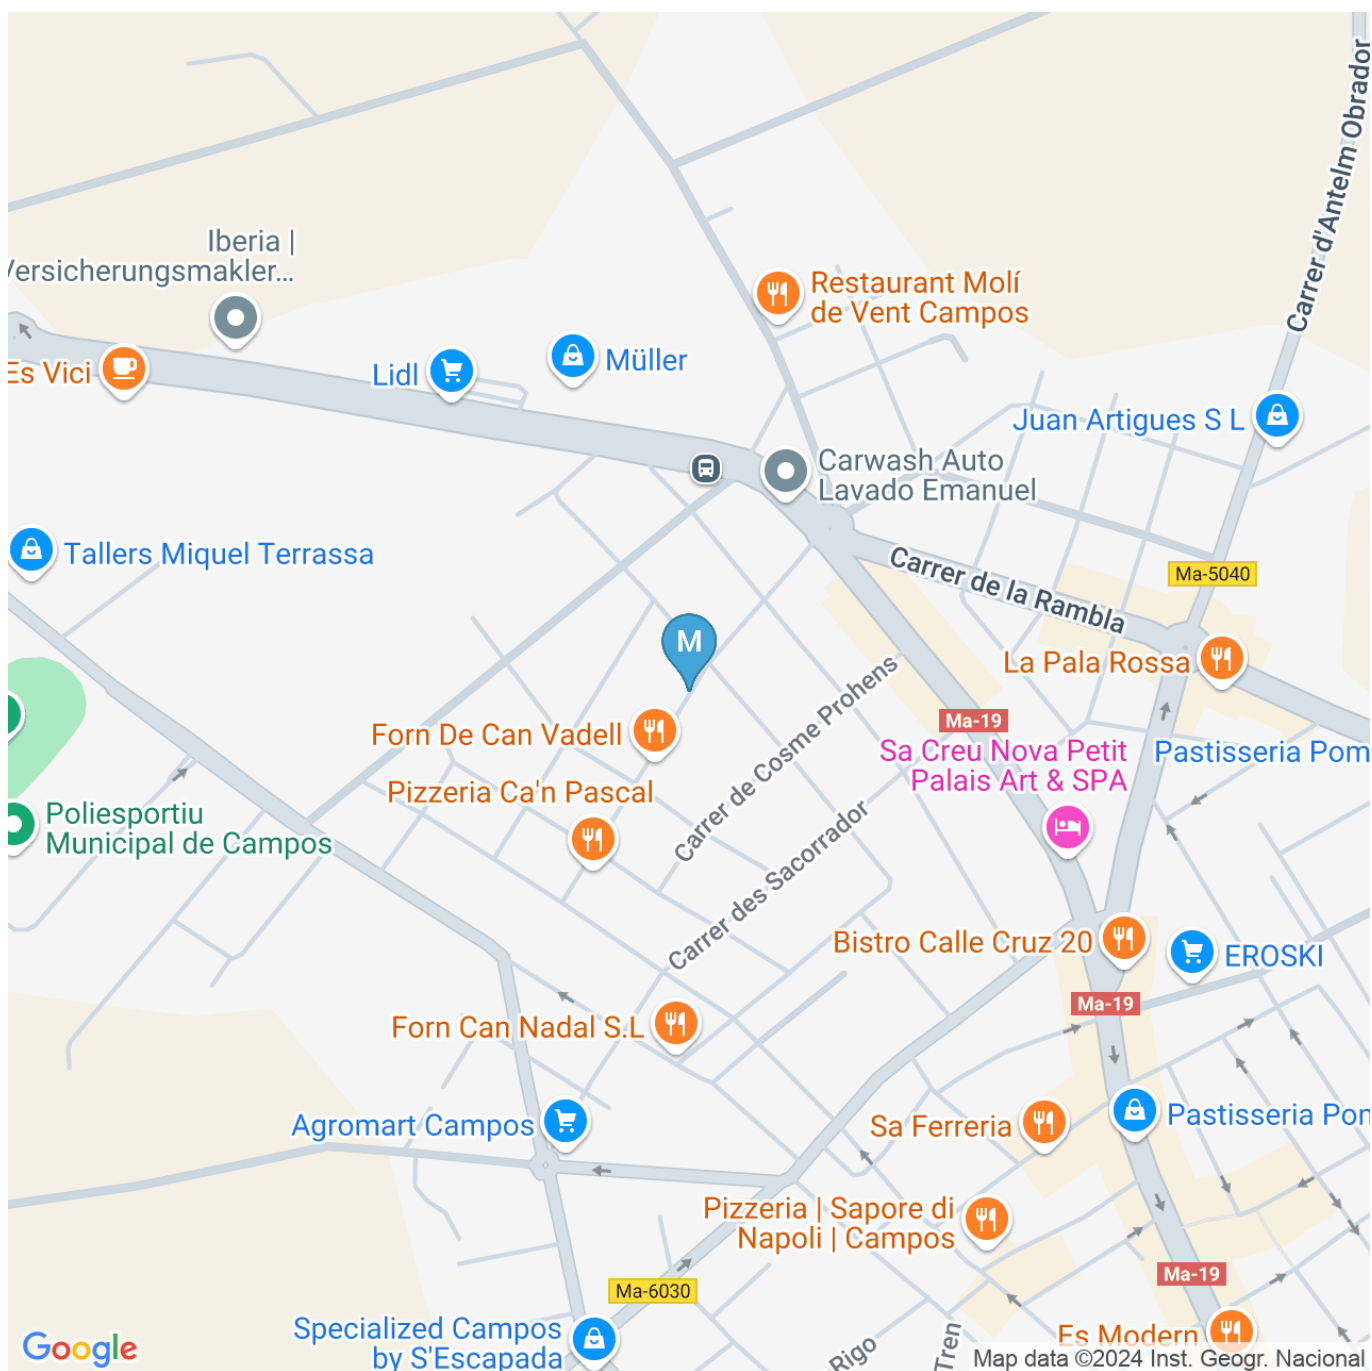 Carrer d'Antelm Obrador
Iberia |
Versicherungsmakler...
Restaurant Molí
de Vent Campos
Es Vici
Lidl
Müller
Juan Artigues S L
Carwash Auto
Lavado Emanuel
Tallers Miquel Terrassa
Carrer de la Rambla
Ma-5040
M
La Pala Rossa
Carrer de Cosme Prohens
Ma-19
Forn De Can Vadell
Sa Creu Nova Petit
Palais Art & SPA
Pastisseria Pom
Pizzeria Ca'n Pascal
Poliesportiu
Municipal de Campos
Carrer des Sacorrador
Bistro Calle Cruz 20
EROSKI
Ma-19
Forn Can Nadal S.L
Agromart Campos
Sa Ferreria
Pastisseria Pon
Pizzeria | Sapore di
Napoli | Campos
Ma-19
Ma-6030
Specialized Campos
by S'Escapada
Rigo
Tren
Es Modern
Google
Map data ©2024 Inst. Geogr. Nacional